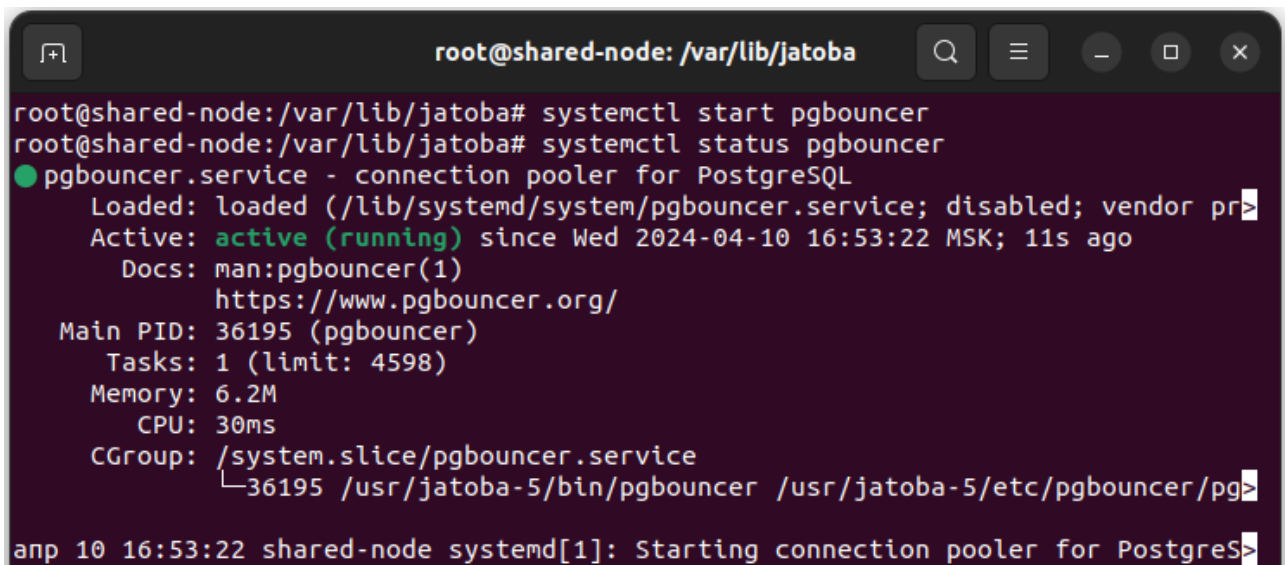 root@shared-node: /var/lib/jatoba
root@shared-node:/var/lib/jatoba# systemctl start pgbouncer
root@shared-node:/var/lib/jatoba# systemctl status pgbouncer
● pgbouncer.service - connection pooler for PostgreSQL
Loaded: loaded (/lib/systemd/system/pgbouncer.service; disabled; vendor pr>
Active: active (running) since Wed 2024-04-10 16:53:22 MSK; 11s ago
Docs: man:pgbouncer(1)
https://www.pgbouncer.org/
Main PID: 36195 (pgbouncer)
Tasks: 1 (limit: 4598)
Memory: 6.2M
CPU: 30ms
CGroup: /system.slice/pgbouncer.service
└─36195 /usr/jatoba-5/bin/pgbouncer /usr/jatoba-5/etc/pgbouncer/pg>
апр 10 16:53:22 shared-node systemd[1]: Starting connection pooler for PostgreS>